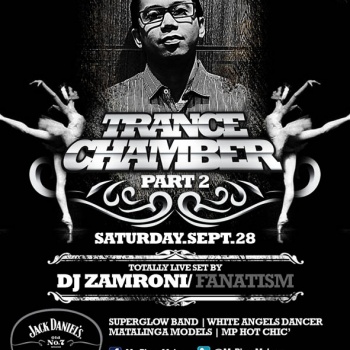 TRANCE
CHAMBER
PART 2
SATURDAY.SEPT.28
TOTALLY LIVE SET BY
DJ ZAMRONI/ FANATISM
JACK DANIEL'S
OLD
No.7
SUPERGLOW BAND | WHITE ANGELS DANCER
MATALINGA MODELS | MP HOT CHIC'